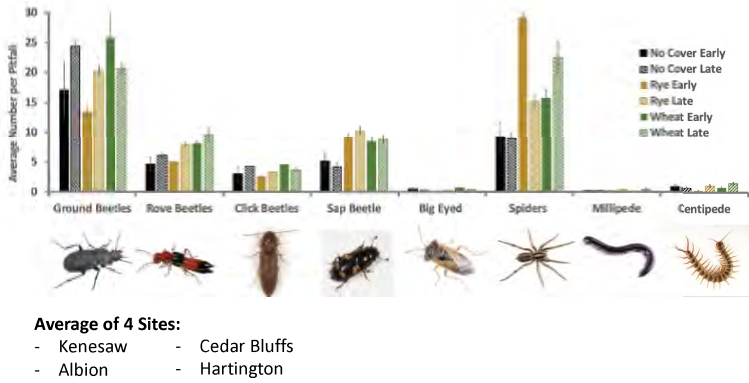 30
25
20
15
10
5
0
Average Number per Pitfall
No Cover Early
No Cover Late
Rye Early
Rye Late
Wheat Early
Wheat Late
Ground Beetles Rove Beetles Click Beetles Sap Beetle Big Eyed Spiders Millipede Centipede
Average of 4 Sites:
- Kenesaw - Cedar Bluffs
- Albion - Hartington